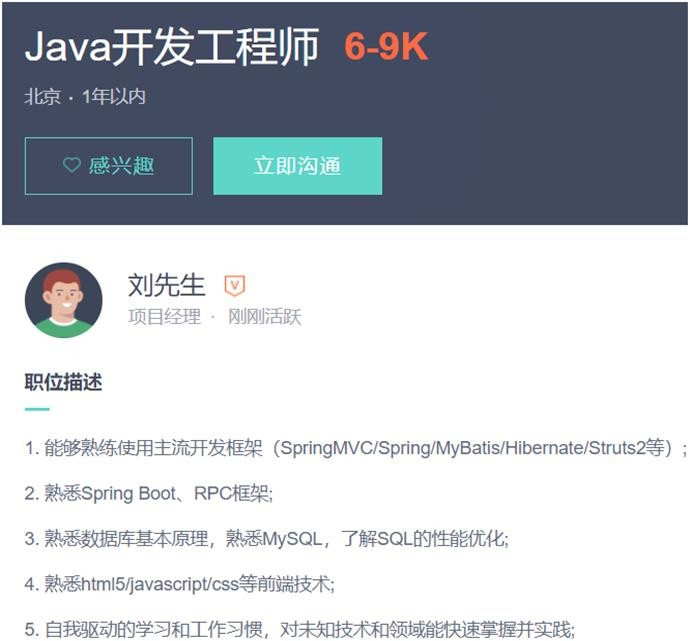 Java开发工程师 6-9K
北京 · 1年以内
感兴趣 立即沟通
刘先生 V
项目经理 · 刚刚活跃
职位描述
1. 能够熟练使用主流开发框架（SpringMVC/Spring/MyBatis/Hibernate/Struts2等）;
2. 熟悉Spring Boot、RPC框架;
3. 熟悉数据库基本原理，熟悉MySQL，了解SQL的性能优化;
4. 熟悉html5/javascript/css等前端技术;
5. 自我驱动的学习和工作习惯，对未知技术和领域能快速掌握并实践;